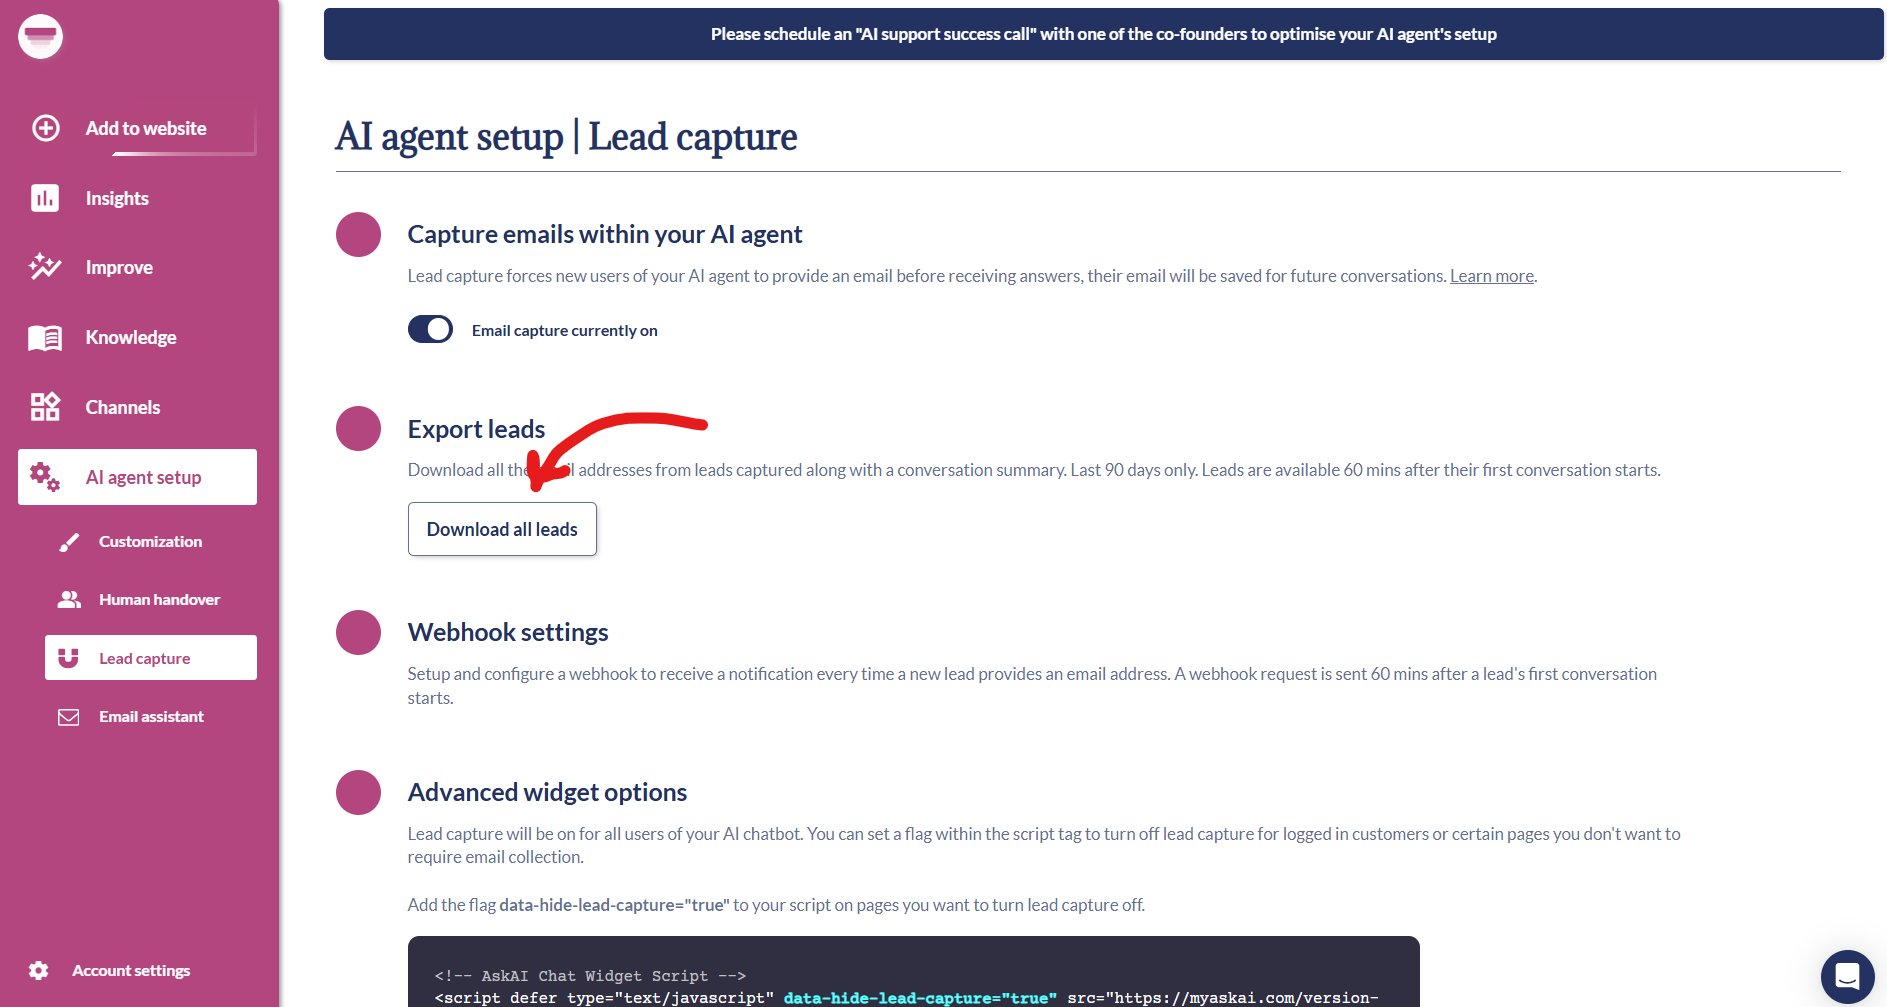 Please schedule an "AI support success call" with one of the co-founders to optimise your AI agent's setup
Add to website
Insights
Improve
Knowledge
Channels
AI agent setup
Customization
Human handover
Lead capture
Email assistant
Account settings
AI agent setup | Lead capture
Capture emails within your AI agent
Lead capture forces new users of your AI agent to provide an email before receiving answers, their email will be saved for future conversations. Learn more.
Email capture currently on
Export leads
Download all the addresses from leads captured along with a conversation summary. Last 90 days only. Leads are available 60 mins after their first conversation starts.
Download all leads
Webhook settings
Setup and configure a webhook to receive a notification every time a new lead provides an email address. A webhook request is sent 60 mins after a lead's first conversation
starts.
Advanced widget options
Lead capture will be on for all users of your AI chatbot. You can set a flag within the script tag to turn off lead capture for logged in customers or certain pages you don't want to
require email collection.
Add the flag data-hide-lead-capture="true" to your script on pages you want to turn lead capture off.
<!-- AskAI Chat Widget Script -->
<script defer type="text/javascript" data-hide-lead-capture="true" src="https://myaskai.com/version-